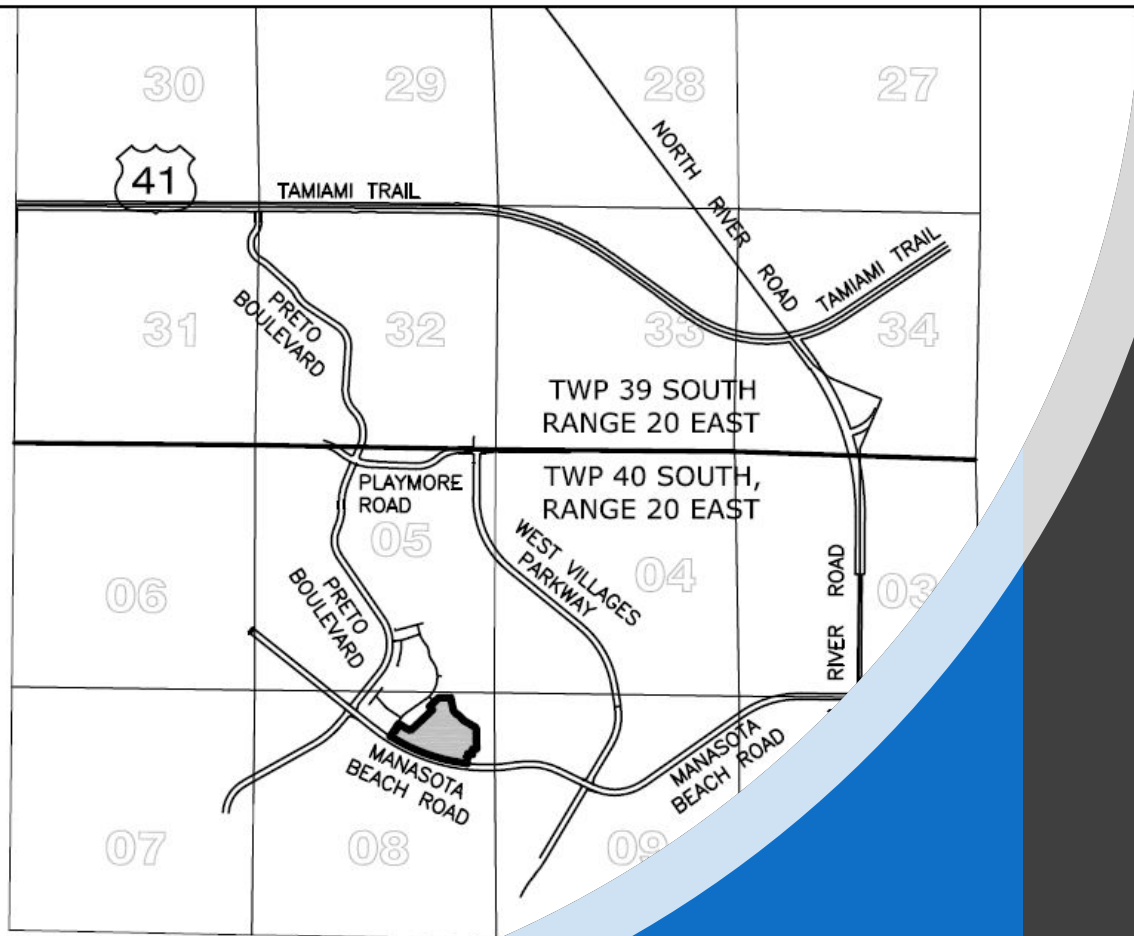 30
29
28
27
41
TAMIAMI TRAIL
NORTH RIVER ROAD
TAMIAMI TRAIL
PRETO
BOULEVARD
31
32
33
34
TWP 39 SOUTH
RANGE 20 EAST
TWP 40 SOUTH,
RANGE 20 EAST
PLAYMORE
ROAD
05
WEST VILLAGES
PARKWAY
04
RIVER ROAD
03
06
PRETO
BOULEVARD
MANASOTA
BEACH ROAD
MANASOTA
BEACH ROAD
07
08
09